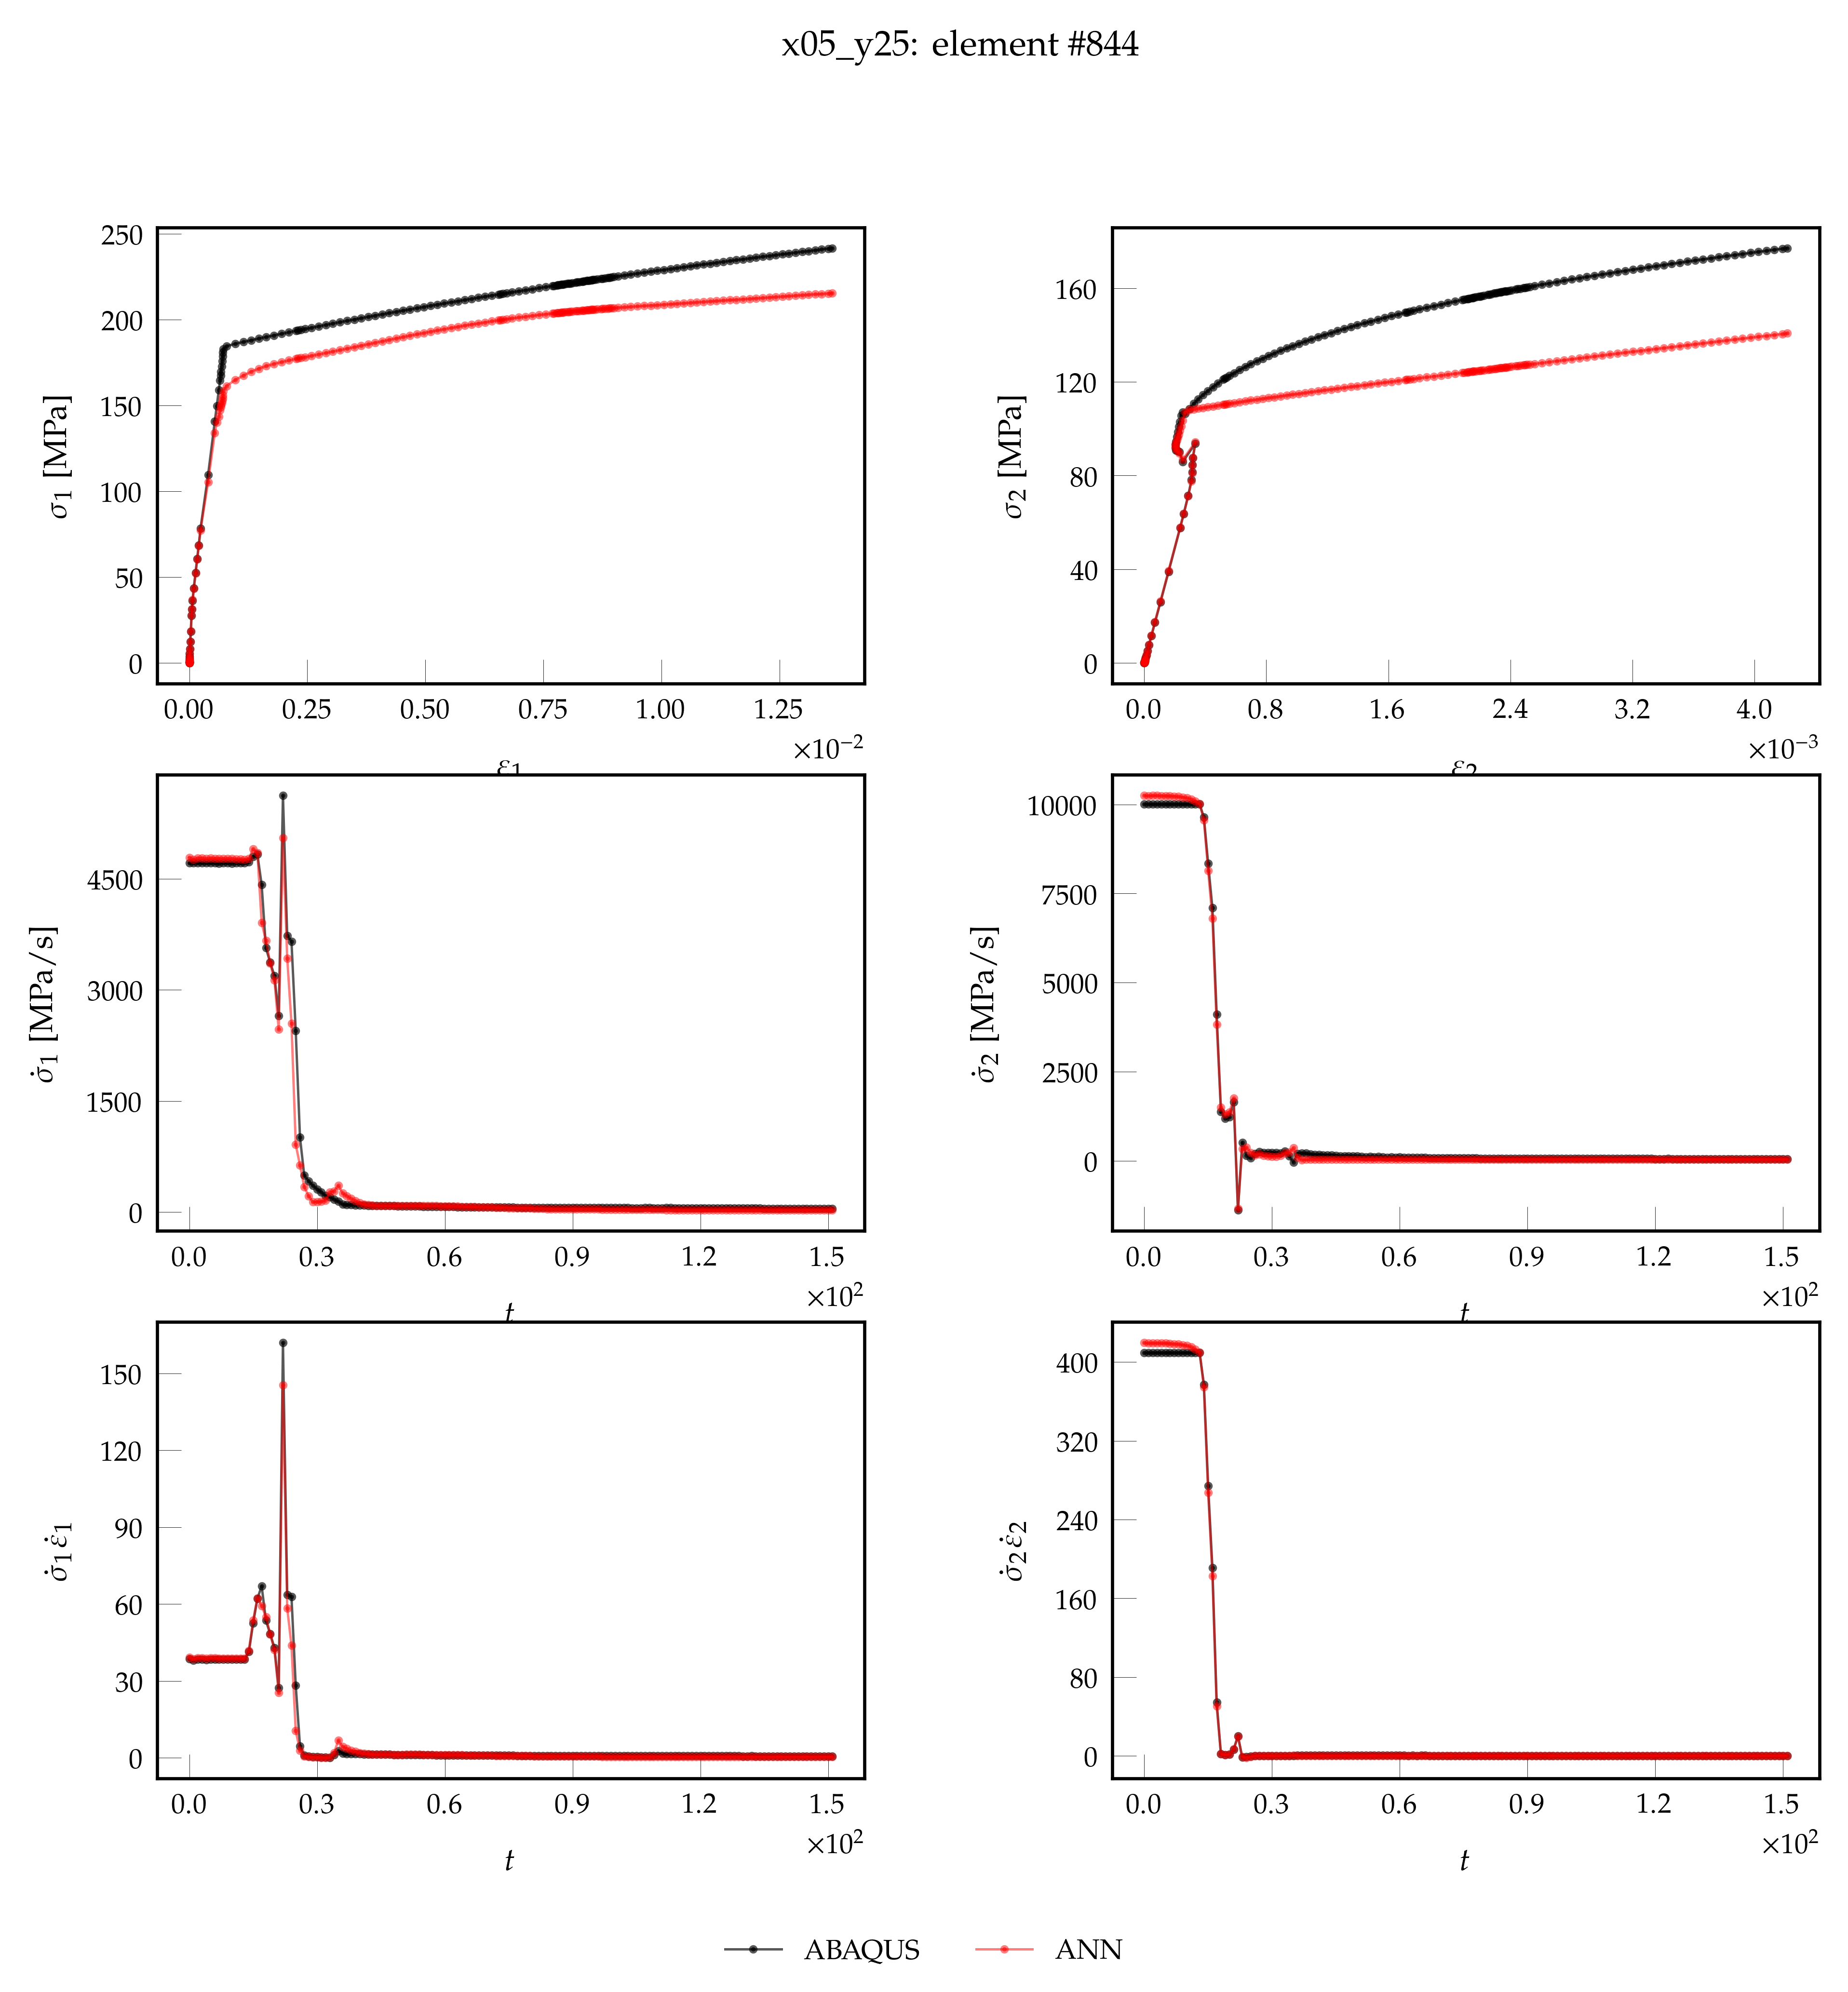 x05_y25: element #844
250
200
150
100
50
0
σ₁ [MPa]
0.00 0.25 0.50 0.75 1.00 1.25
×10⁻²
ε₁
160
120
80
40
0
σ₂ [MPa]
0.0 0.8 1.6 2.4 3.2 4.0
×10⁻³
ε₂
4500
3000
1500
0
σ̇₁ [MPa/s]
0.0 0.3 0.6 0.9 1.2 1.5
×10²
t
10000
7500
5000
2500
0
σ̇₂ [MPa/s]
0.0 0.3 0.6 0.9 1.2 1.5
×10²
t
150
120
90
60
30
0
σ̇₁ε̇₁
0.0 0.3 0.6 0.9 1.2 1.5
×10²
t
400
320
240
160
80
0
σ̇₂ε̇₂
0.0 0.3 0.6 0.9 1.2 1.5
×10²
t
ABAQUS ANN